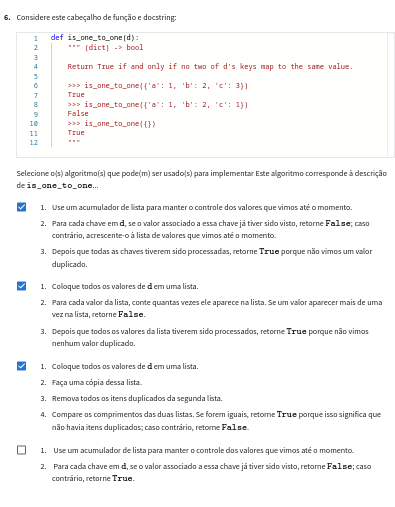 6. Considere este cabeçalho de função e docstring:
1 def is_one_to_one(d):
2 """ (dict) -> bool
3
4 Return True if and only if no two of d's keys map to the same value.
5
6 >>> is_one_to_one({'a': 1, 'b': 2, 'c': 3})
7 True
8 >>> is_one_to_one({'a': 1, 'b': 2, 'c': 1})
9 False
10 >>> is_one_to_one({})
11 True
12 """
Selecione o(s) algoritmo(s) que pode(m) ser usado(s) para implementar Este algoritmo corresponde à descrição
de is_one_to_one...
1. Use um acumulador de lista para manter o controle dos valores que vimos até o momento.
2. Para cada chave em d, se o valor associado a essa chave já tiver sido visto, retorne False; caso
contrário, acrescente-o à lista de valores que vimos até o momento.
3. Depois que todas as chaves tiverem sido processadas, retorne True porque não vimos um valor
duplicado.
1. Coloque todos os valores de d em uma lista.
2. Para cada valor da lista, conte quantas vezes ele aparece na lista. Se um valor aparecer mais de uma
vez na lista, retorne False.
3. Depois que todos os valores da lista tiverem sido processados, retorne True porque não vimos
nenhum valor duplicado.
1. Coloque todos os valores de d em uma lista.
2. Faça uma cópia dessa lista.
3. Remova todos os itens duplicados da segunda lista.
4. Compare os comprimentos das duas listas. Se forem iguais, retorne True porque isso significa que
não havia itens duplicados; caso contrário, retorne False.
1. Use um acumulador de lista para manter o controle dos valores que vimos até o momento.
2. Para cada chave em d, se o valor associado a essa chave já tiver sido visto, retorne False; caso
contrário, retorne True.